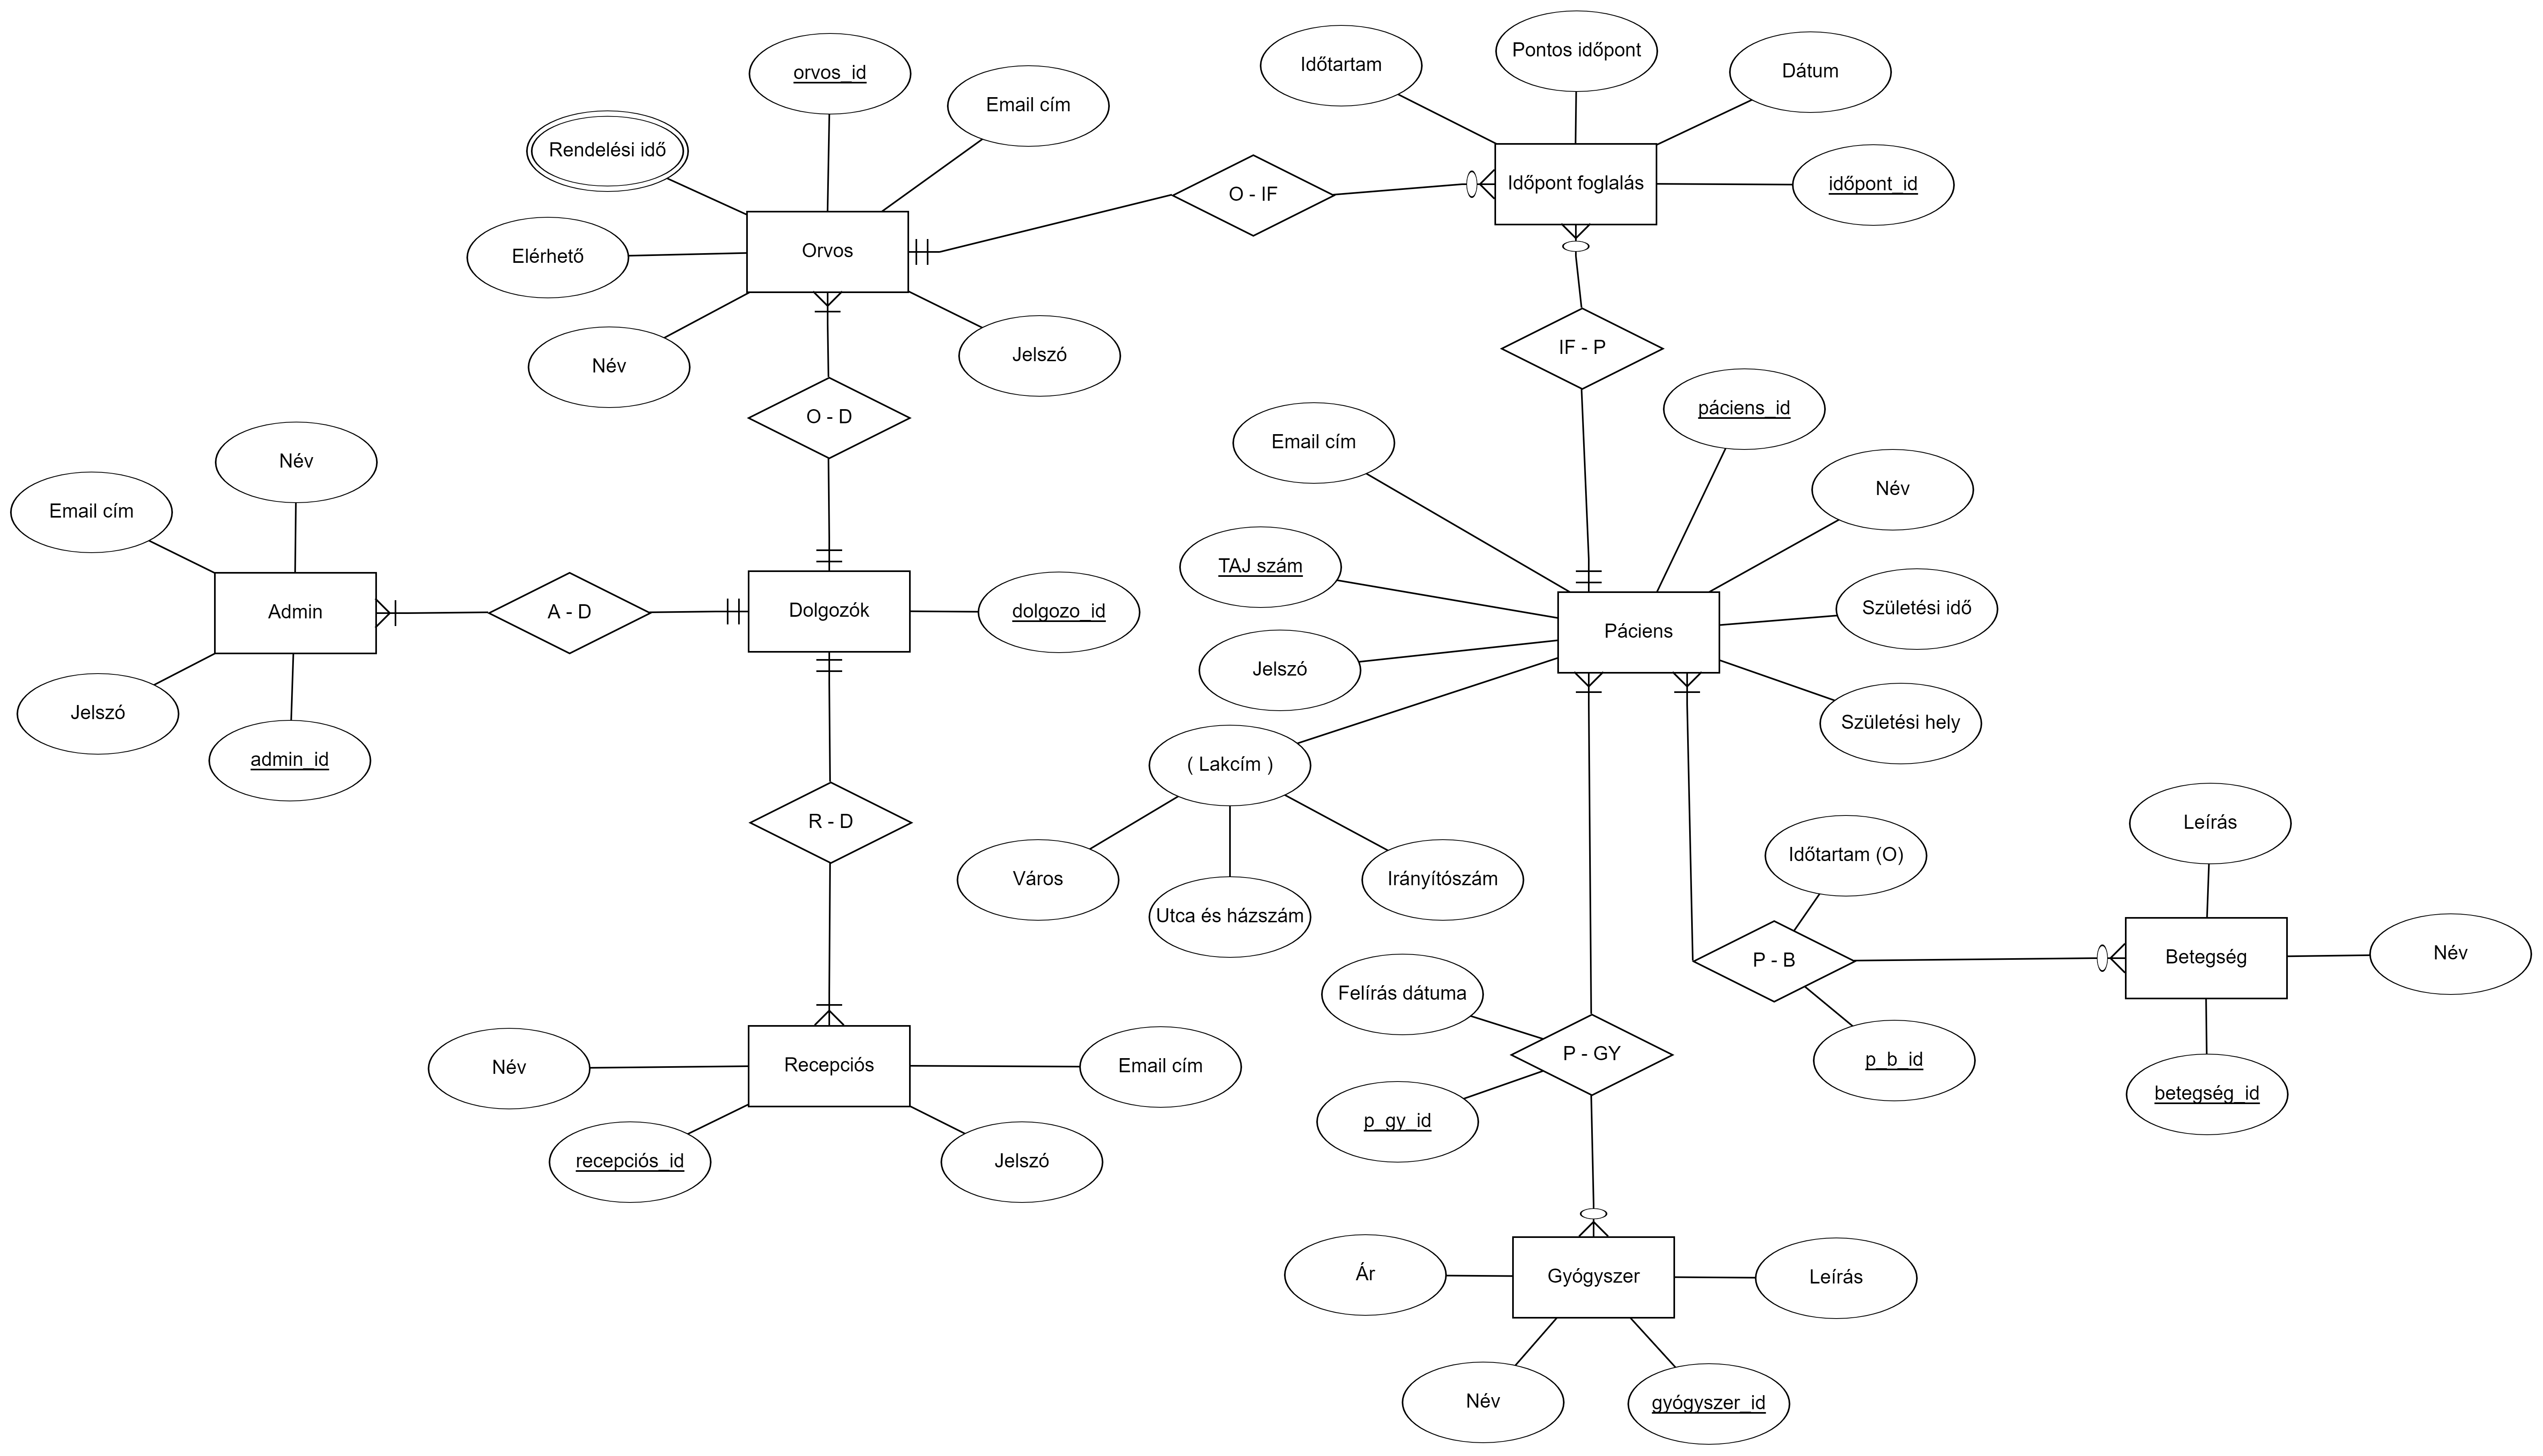 Időtartam
Pontos időpont
Dátum
orvos_id
Email cím
Rendelési idő
O - IF
Időpont foglalás
időpont_id
Elérhető
Orvos
Név
Jelszó
IF - P
O - D
páciens_id
Email cím
Név
Név
Email cím
TAJ szám
Admin
A - D
Dolgozók
dolgozo_id
Születési idő
Páciens
Jelszó
Jelszó
Születési hely
admin_id
( Lakcím )
R - D
Leírás
Város
Utca és házszám
Irányítószám
Időtartam (O)
P - B
Betegség
Név
Felírás dátuma
P - GY
p_b_id
betegség_id
Név
Recepciós
Email cím
p_gy_id
recepciós_id
Jelszó
Ár
Gyógyszer
Leírás
Név
gyógyszer_id